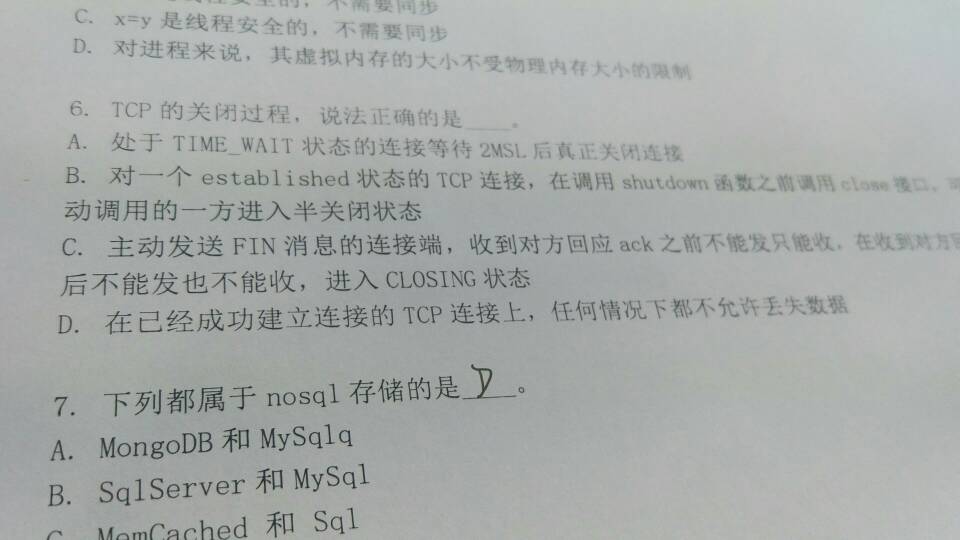 不需要同步
C. x=y 是线程安全的，不需要同步
D. 对进程来说，其虚拟内存的大小不受物理内存大小的限制
6. TCP 的关闭过程，说法正确的是____。
A. 处于 TIME_WAIT 状态的连接等待 2MSL 后真正关闭连接
B. 对一个 established 状态的 TCP 连接，在调用 shutdown 函数之前调用 close 接口，
动调用的一方进入半关闭状态
C. 主动发送 FIN 消息的连接端，收到对方回应 ack 之前不能发只能收，在收到对方
后不能发也不能收，进入 CLOSING 状态
D. 在已经成功建立连接的 TCP 连接上，任何情况下都不允许丢失数据
7. 下列都属于 nosql 存储的是 D 。
A. MongoDB 和 MySqlq
B. SqlServer 和 MySql
C. MemCached 和 Sql